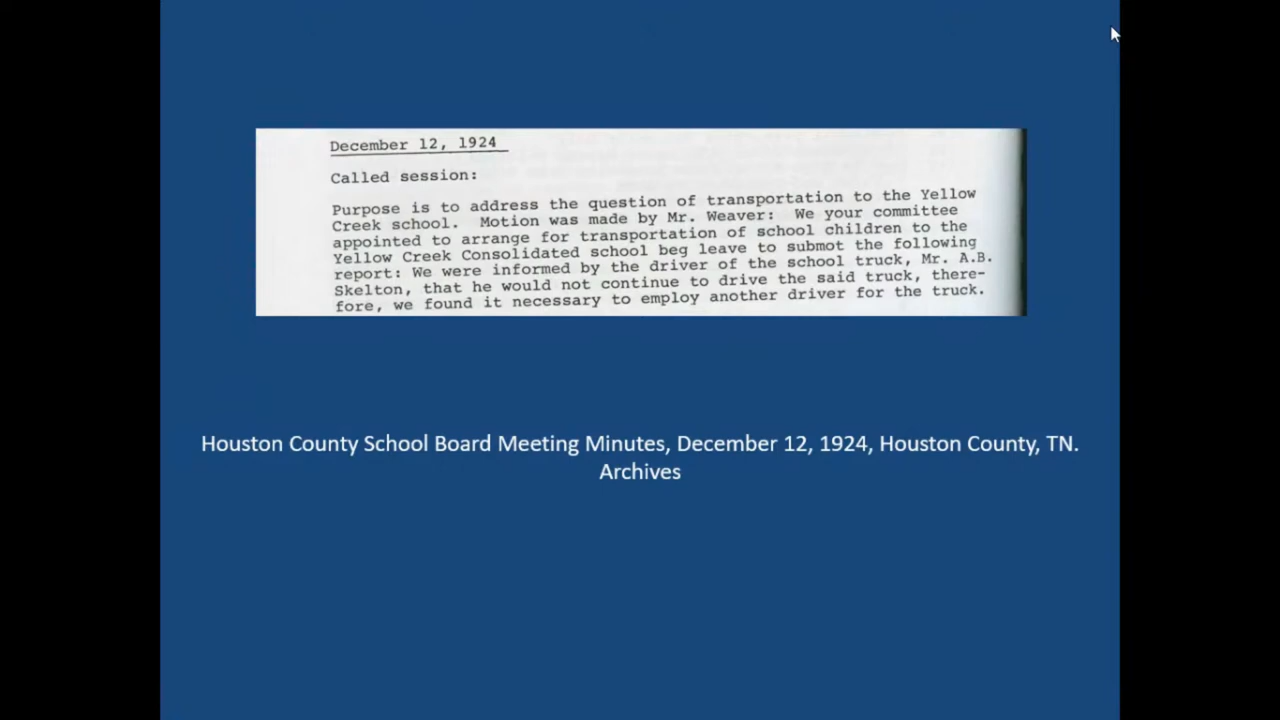 December 12, 1924
Called session:
Purpose is to address the question of transportation to the Yellow
Creek school.  Motion was made by Mr. Weaver:  We your committee
appointed to arrange for transportation of school children to the
Yellow Creek Consolidated school beg leave to submot the following
report: We were informed by the driver of the school truck, Mr. A.B.
Skelton, that he would not continue to drive the said truck, there-
fore, we found it necessary to employ another driver for the truck.
Houston County School Board Meeting Minutes, December 12, 1924, Houston County, TN.
Archives